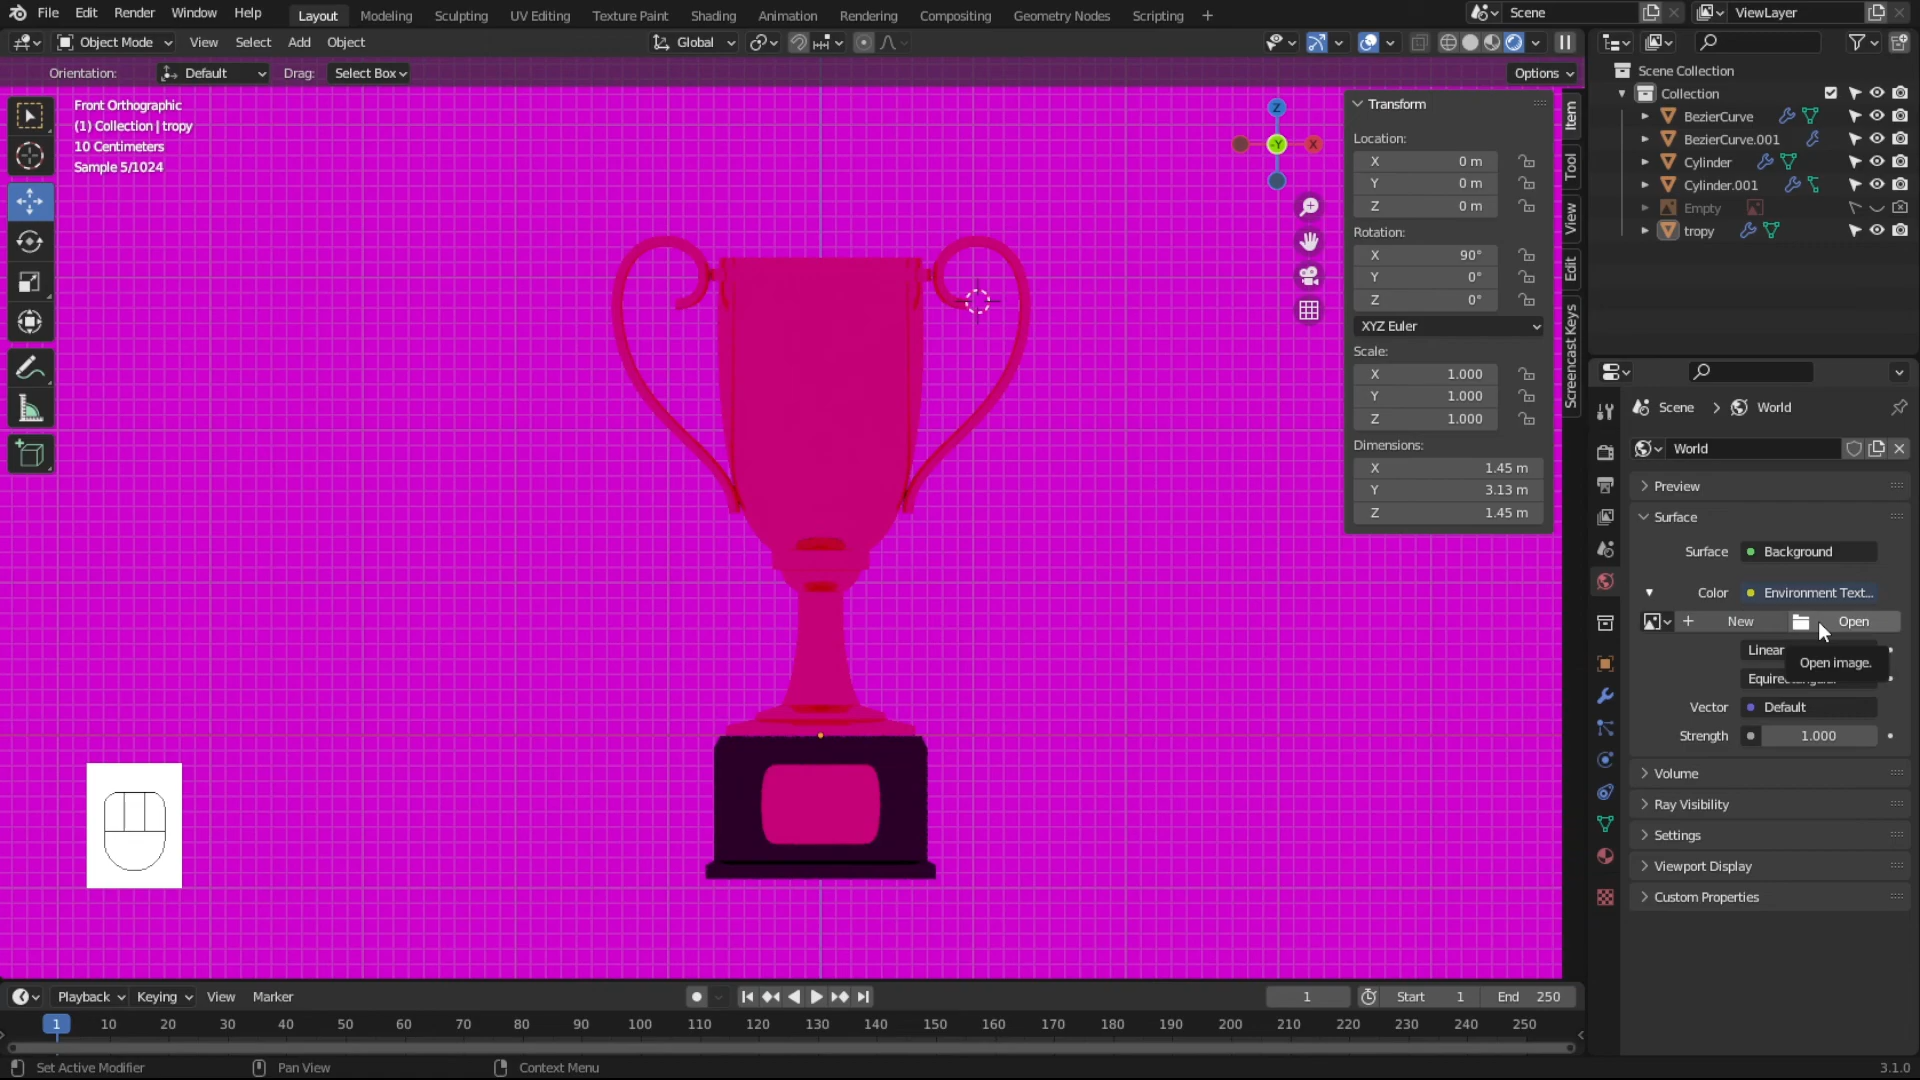 File Edit Render Window Help Layout Modeling Sculpting UV Editing Texture Paint Shading Animation Rendering Compositing Geometry Nodes Scripting + Scene ViewLayer
Object Mode View Select Add Object Global
Orientation: Default Drag: Select Box Options
Front Orthographic
(1) Collection | tropy
10 Centimeters
Sample 5/1024
Z
-Y
X
Transform
Location:
X 0 m
Y 0 m
Z 0 m
Rotation:
X 90°
Y 0°
Z 0°
XYZ Euler
Scale:
X 1.000
Y 1.000
Z 1.000
Dimensions:
X 1.45 m
Y 3.13 m
Z 1.45 m
Item
Tool
View
Edit
Screencast Keys
Scene Collection
Collection
BezierCurve
BezierCurve.001
Cylinder
Cylinder.001
Empty
tropy
Scene > World
World
Preview
Surface
Surface Background
Color Environment Text...
+ New Open
Linear
Open image.
Vector Default
Strength 1.000
Volume
Ray Visibility
Settings
Viewport Display
Custom Properties
Playback Keying View Marker 1 Start 1 End 250
1 10 20 30 40 50 60 70 80 90 100 110 120 130 140 150 160 170 180 190 200 210 220 230 240 250
Set Active Modifier Pan View Context Menu 3.1.0